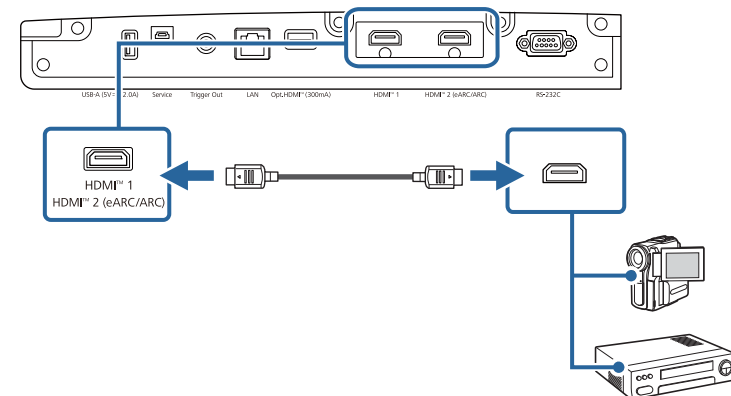 USB-A (5V⎓2.0A) Service Trigger Out LAN Opt.HDMI™ (300mA) HDMI™ 1 HDMI™ 2 (eARC/ARC) RS-232C
HDMI™ 1
HDMI™ 2 (eARC/ARC)